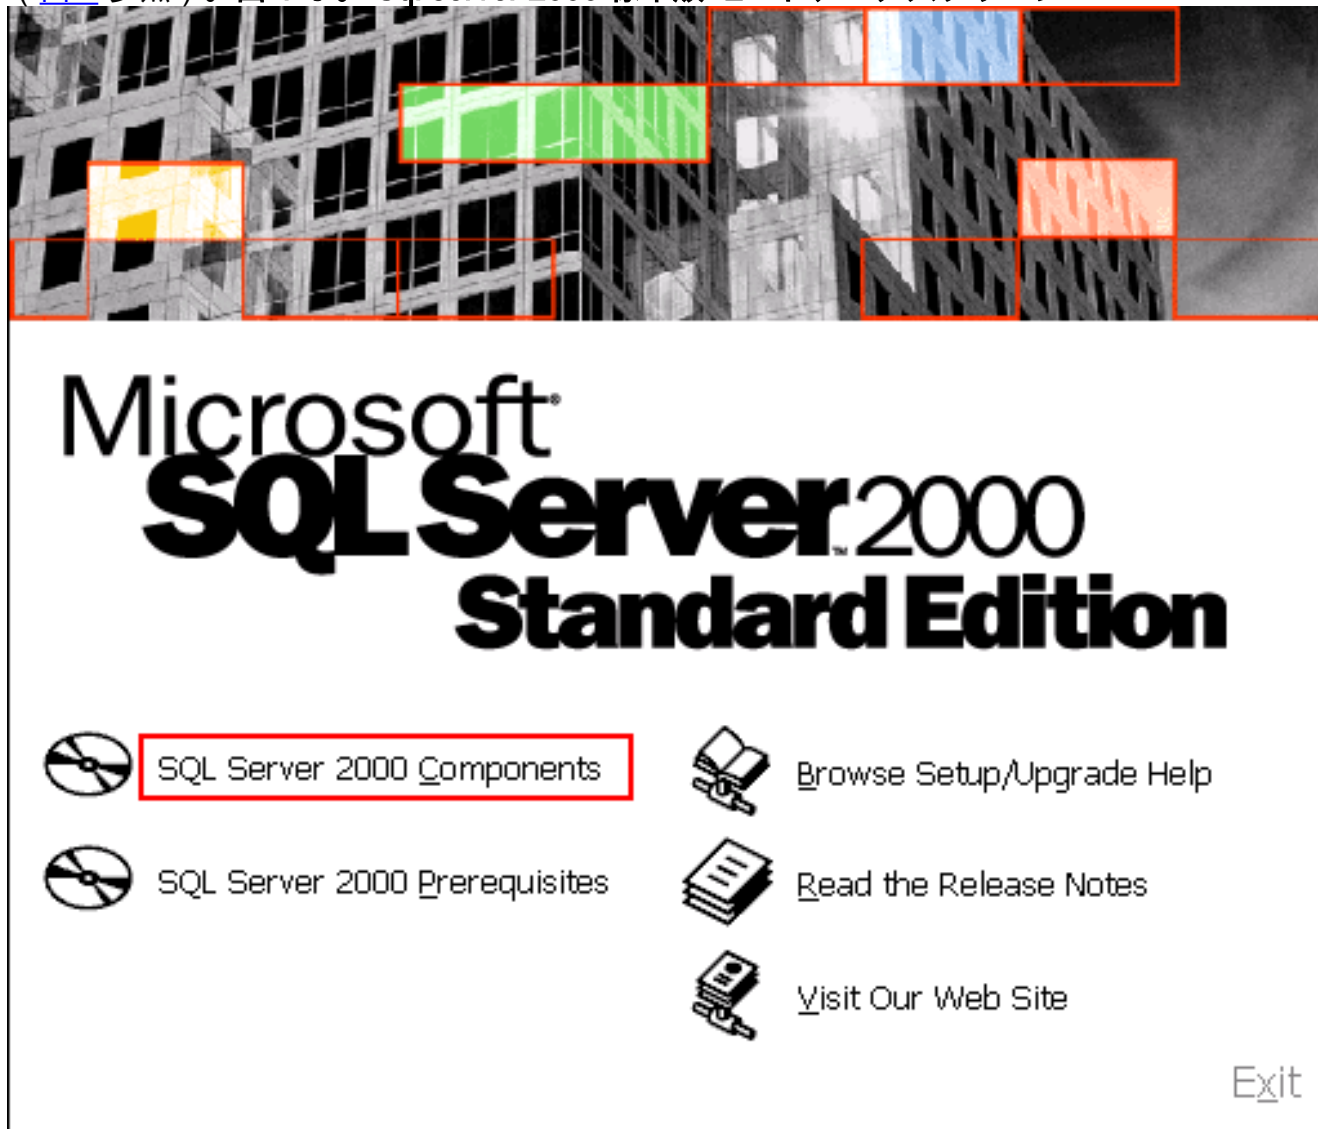 Microsoft®
SQL Server™ 2000
Standard Edition
SQL Server 2000 Components
SQL Server 2000 Prerequisites
Browse Setup/Upgrade Help
Read the Release Notes
Visit Our Web Site
Exit